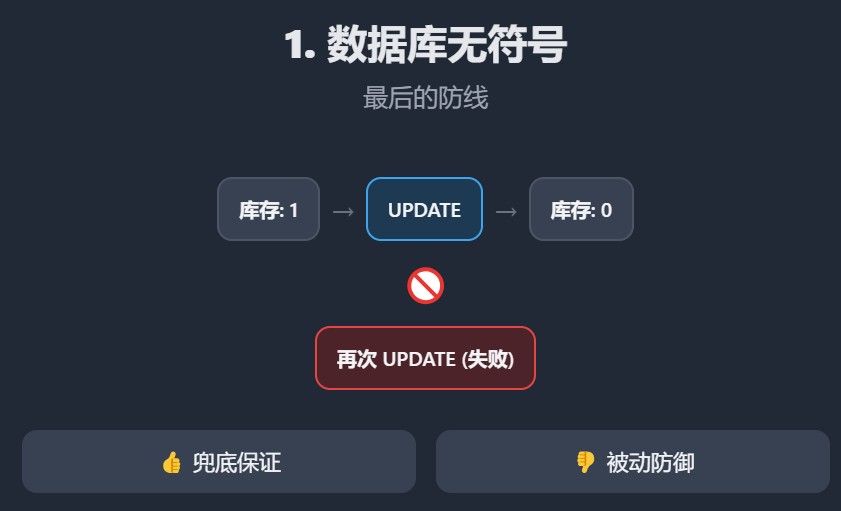 1. 数据库无符号
最后的防线
库存: 1 → UPDATE → 库存: 0
再次 UPDATE (失败)
👍 兜底保证
👎 被动防御